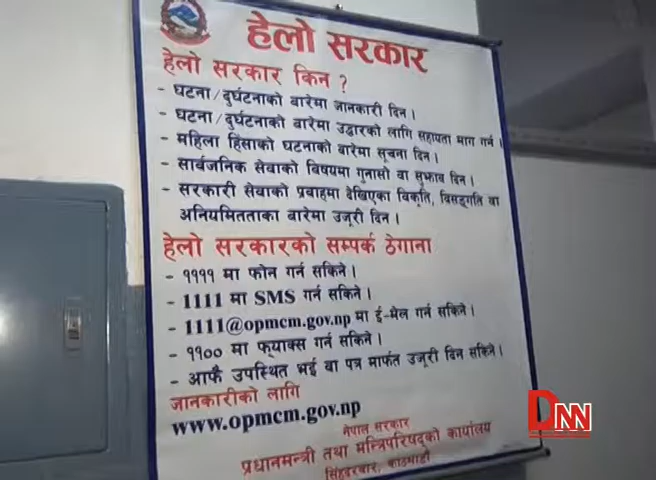 हेलो सरकार
हेलो सरकार किन ?
- घटना/दुर्घटनाको बारेमा जानकारी दिन।
- घटना/दुर्घटनाको बारेमा उद्धारको लागि सहायता माग गर्न।
- महिला हिंसाको घटनाको बारेमा सूचना दिन।
- सार्वजनिक सेवाको विषयमा गुनासो वा सुझाव दिन।
- सरकारी सेवाको प्रवाहमा देखिएका विकृति, विसङ्गति वा
अनियमितताका बारेमा उजूरी दिन।
हेलो सरकारको सम्पर्क ठेगाना
- ११११ मा फोन गर्न सकिने।
- 1111 मा SMS गर्न सकिने।
- 1111@opmcm.gov.np मा ई-मेल गर्न सकिने।
- ११०० मा फ्याक्स गर्न सकिने।
- आफै उपस्थित भई वा पत्र मार्फत उजूरी दिन सकिने।
जानकारीको लागि
www.opmcm.gov.np
नेपाल सरकार
प्रधानमन्त्री तथा मन्त्रिपरिषद्को कार्यालय
सिंहदरबार, काठमाडौं
DNN